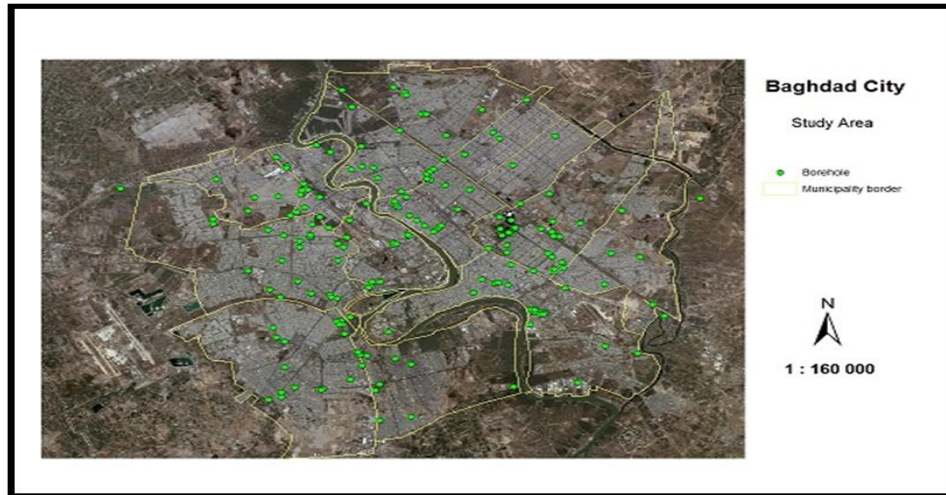 Baghdad City
Study Area
Borehole
Municipality border
N
1 : 160 000